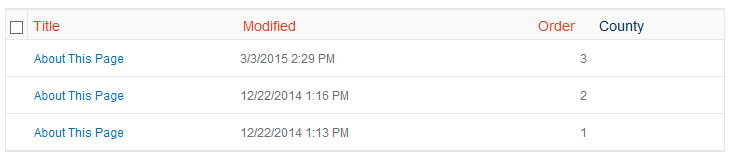 Title Modified Order County
About This Page 3/3/2015 2:29 PM 3
About This Page 12/22/2014 1:16 PM 2
About This Page 12/22/2014 1:13 PM 1